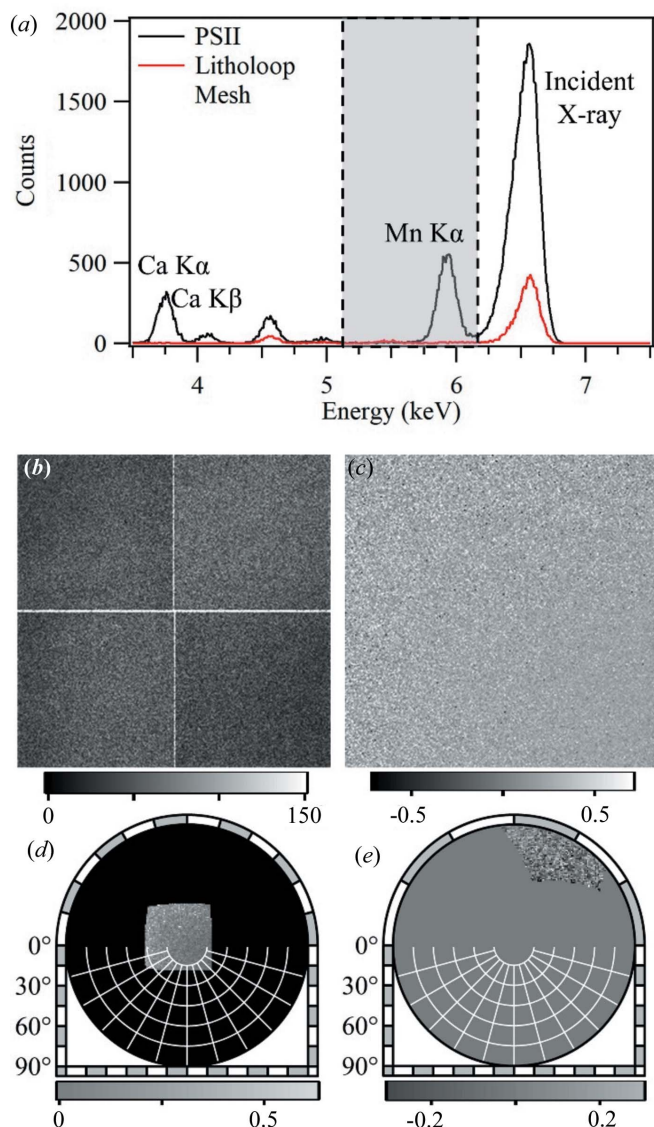 (a)
2000
1500
1000
500
0
Counts
PSII
Litholoop
Mesh
Incident
X-ray
Mn Kα
Ca Kα
Ca Kβ
4
5
6
7
Energy (keV)
(b)
(c)
0
150
-0.5
0.5
(d)
(e)
0°
30°
60°
90°
0°
30°
60°
90°
0
0.5
-0.2
0.2